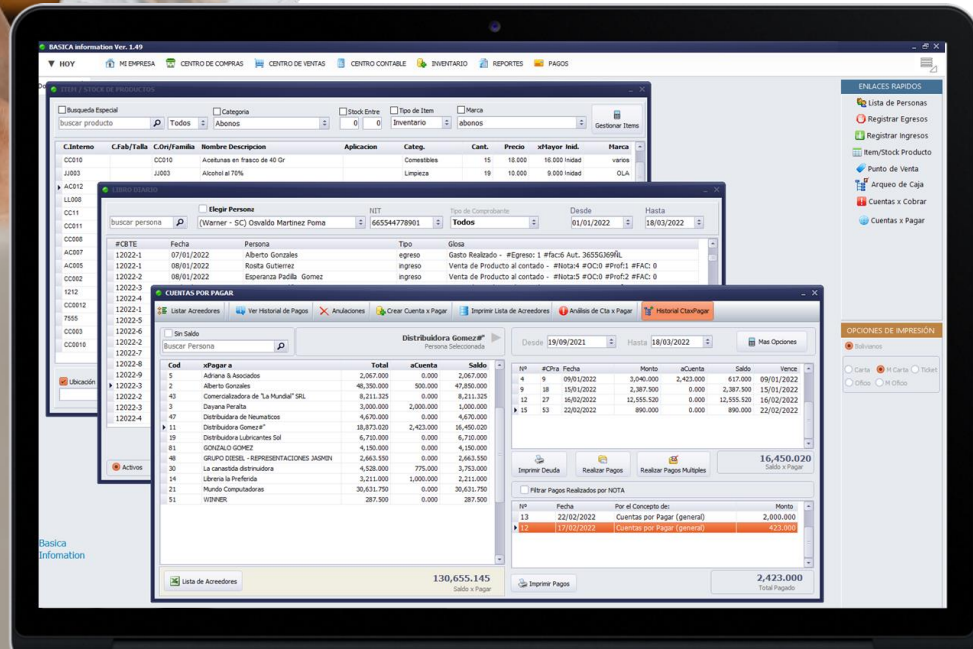 BASICA information Ver. 1.49
HOY MI EMPRESA CENTRO DE COMPRAS CENTRO DE VENTAS CENTRO CONTABLE INVENTARIO REPORTES PAGOS
ITEM / STOCK DE PRODUCTOS
Busqueda Especial Categoria Stock Entre Tipo de Item Marca
buscar producto Todos Abonos 0 0 Inventario abonos Gestionar Items
C.Interno C.Fab/Talla C.Ori/Familia Nombre Descripcion Aplicacion Categ. Cant. Precio xMayor Inid. Marca
CC010 CC010 Aceitunas en frasco de 40 Gr Comestibles 15 18.000 16.000 Inidad varios
JJ003 JJ003 Alcohol al 70% Limpieza 19 10.000 9.000 Inidad OLA
AC012
LL008
CC11
CC011
CC008
AC007
AC005
CC002
1212
CC0012
7555
CC003
CC0010
Ubicación
LIBRO DIARIO
Elegir Persona NIT Tipo de Comprobante Desde Hasta
buscar persona (Warner - SC) Osvaldo Martinez Poma 665544778901 Todos 01/01/2022 18/03/2022
#CBTE Fecha Persona Tipo Glosa
12022-1 07/01/2022 Alberto Gonzales egreso Gasto Realizado - #Egreso: 1 #fac:6 Aut. 3655GJ69ÑL
12022-1 08/01/2022 Rosita Gutierrez ingreso Venta de Producto al contado - #Nota:4 #OC:0 #Prof:1 #FAC: 0
12022-2 08/01/2022 Esperanza Padilla Gomez ingreso Venta de Producto al contado - #Nota:5 #OC:0 #Prof:2 #FAC: 0
12022-3
12022-4
12022-1
12022-5
12022-6
12022-2
12022-7
12022-8
12022-9
12022-3
12022-2
12022-3
12022-4
Activos
CUENTAS POR PAGAR
Listar Acreedores Ver Historial de Pagos Anulaciones Crear Cuenta x Pagar Imprimir Lista de Acreedores Análisis de Cta x Pagar Historial CtaxPagar
Sin Saldo
Buscar Persona
Distribuidora Gomez#"
Persona Seleccionada
Cod xPagar a Total aCuenta Saldo
5 Adriana & Asociados 2,067.000 0.000 2,067.000
2 Alberto Gonzales 48,350.000 500.000 47,850.000
43 Comercializadora de "La Mundial" SRL 8,211.325 0.000 8,211.325
3 Dayana Peralta 3,000.000 2,000.000 1,000.000
47 Distribuidara de Neumaticos 4,670.000 0.000 4,670.000
11 Distribuidora Gomez#" 18,873.020 2,423.000 16,450.020
19 Distribuidora Lubricantes Sol 6,710.000 0.000 6,710.000
81 GONZALO GOMEZ 4,150.000 0.000 4,150.000
48 GRUPO DIESEL - REPRESENTACIONES JASMIN 2,663.550 0.000 2,663.550
30 La canastida distrinuidora 4,528.000 775.000 3,753.000
14 Libreria la Preferida 3,211.000 1,000.000 2,211.000
21 Mundo Computadoras 30,631.750 0.000 30,631.750
51 WINNER 287.500 0.000 287.500
Lista de Acreedores
130,655.145
Saldo x Pagar
Desde 19/09/2021 Hasta 18/03/2022 Mas Opciones
Nº #CPra Fecha Monto aCuenta Saldo Vence
4 9 09/01/2022 3,040.000 2,423.000 617.000 09/01/2022
9 18 15/01/2022 2,387.500 0.000 2,387.500 15/01/2022
12 27 16/02/2022 12,555.520 0.000 12,555.520 16/02/2022
15 53 22/02/2022 890.000 0.000 890.000 22/02/2022
Imprimir Deuda Realizar Pagos Realizar Pagos Multiples
16,450.020
Saldo x Pagar
Filtrar Pagos Realizados por NOTA
Nº Fecha Por el Concepto de: Monto
13 22/02/2022 Cuentas por Pagar (general) 2,000.000
12 17/02/2022 Cuentas por Pagar (general) 423.000
Imprimir Pagos
2,423.000
Total Pagado
ENLACES RAPIDOS
Lista de Personas
Registrar Egresos
Registrar Ingresos
Item/Stock Producto
Punto de Venta
Arqueo de Caja
Cuentas x Cobrar
Cuentas x Pagar
OPCIONES DE IMPRESIÓN
Bolivianos
Carta M Carta Ticket
Oficio M Oficio
Basica
Infomation